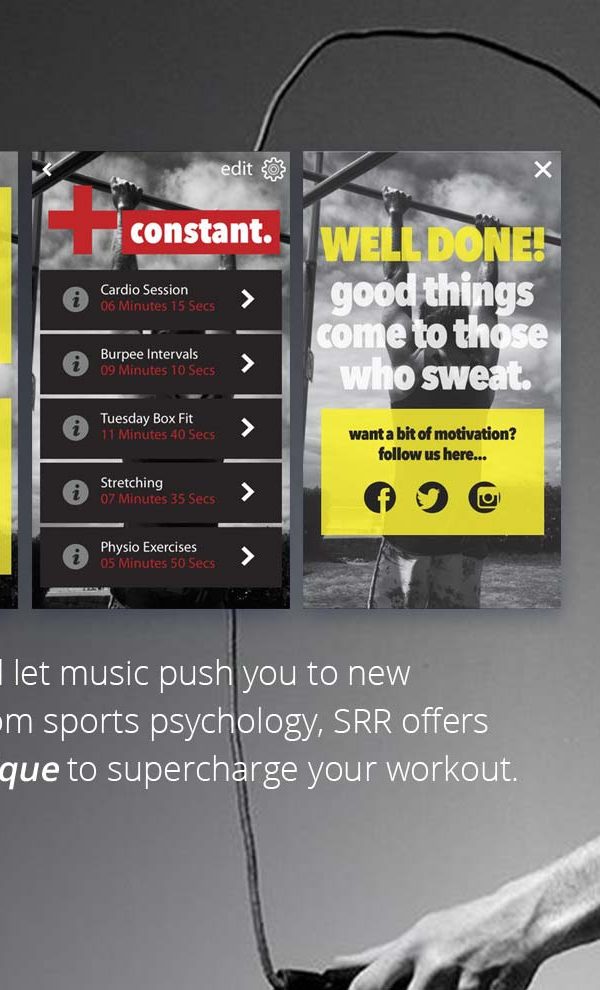 edit
constant.
Cardio Session
06 Minutes 15 Secs
Burpee Intervals
09 Minutes 10 Secs
Tuesday Box Fit
11 Minutes 40 Secs
Stretching
07 Minutes 35 Secs
Physio Exercises
05 Minutes 50 Secs
WELL DONE!
good things
come to those
who sweat.
want a bit of motivation?
follow us here...
let music push you to new
sports psychology, SRR offers
to supercharge your workout.